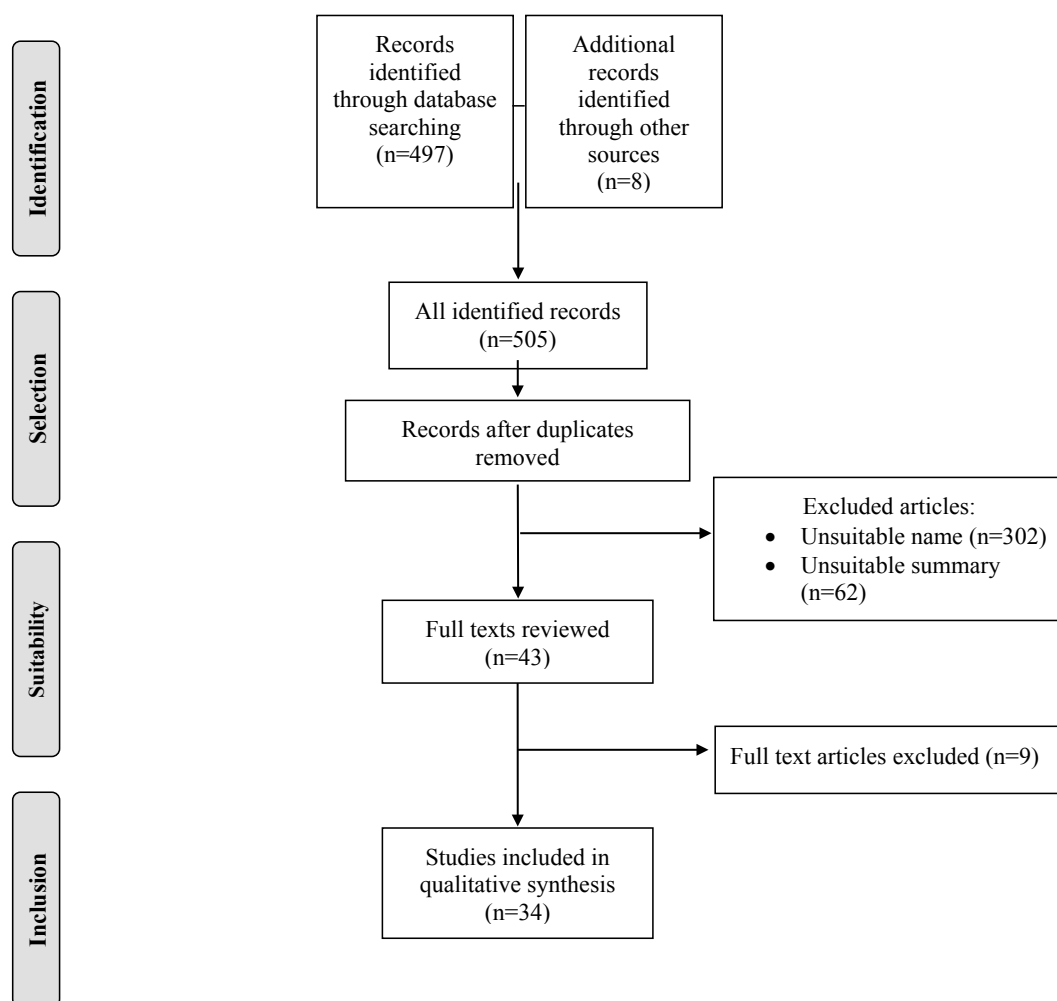 Identification
Records
identified
through database
searching
(n=497)
Additional
records
identified
through other
sources
(n=8)
Selection
All identified records
(n=505)
Records after duplicates
removed
Excluded articles:
• Unsuitable name (n=302)
• Unsuitable summary
(n=62)
Suitability
Full texts reviewed
(n=43)
Full text articles excluded (n=9)
Inclusion
Studies included in
qualitative synthesis
(n=34)